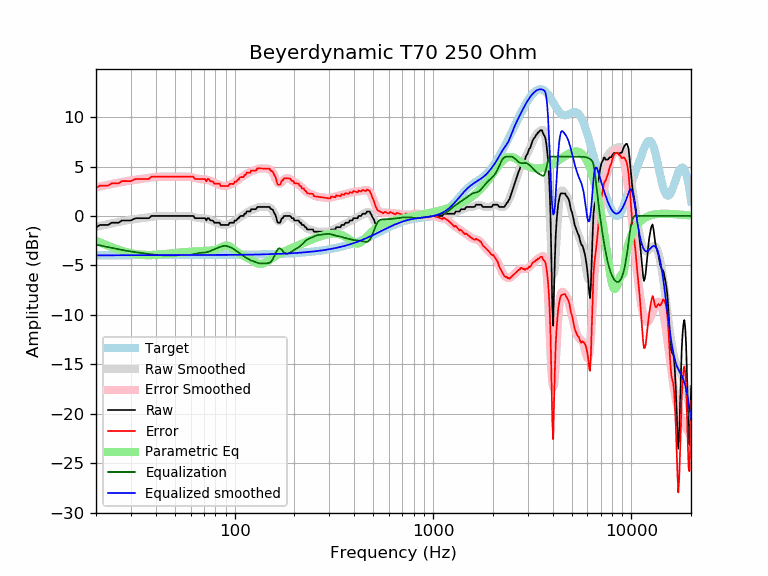 Beyerdynamic T70 250 Ohm
10
5
0
−5
−10
−15
−20
−25
−30
Amplitude (dBr)
Target
Raw Smoothed
Error Smoothed
Raw
Error
Parametric Eq
Equalization
Equalized smoothed
100
1000
10000
Frequency (Hz)